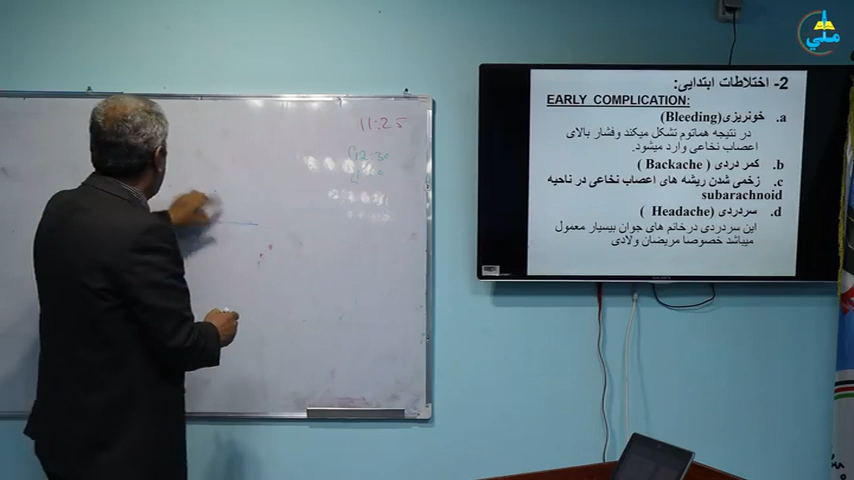 ملي
2- اختلاطات ابتدایی:
EARLY COMPLICATION:
a. خونریزی(Bleeding)
در نتیجه هماتوم تشکل میکند وفشار بالای
اعصاب نخاعی وارد میشود.
b. کمر دردی ( Backache)
c. زخمی شدن ریشه های اعصاب نخاعی در ناحیه
subarachnoid
d. سردردی (Headache )
این سردردی درخانم های جوان بیسیار معمول
میباشد خصوصا مریضان ولادی
11:25